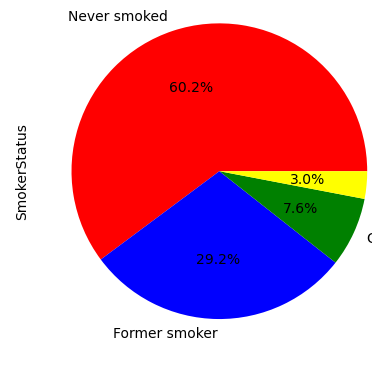 Never smoked
60.2%
SmokerStatus
3.0%
7.6%
29.2%
Former smoker